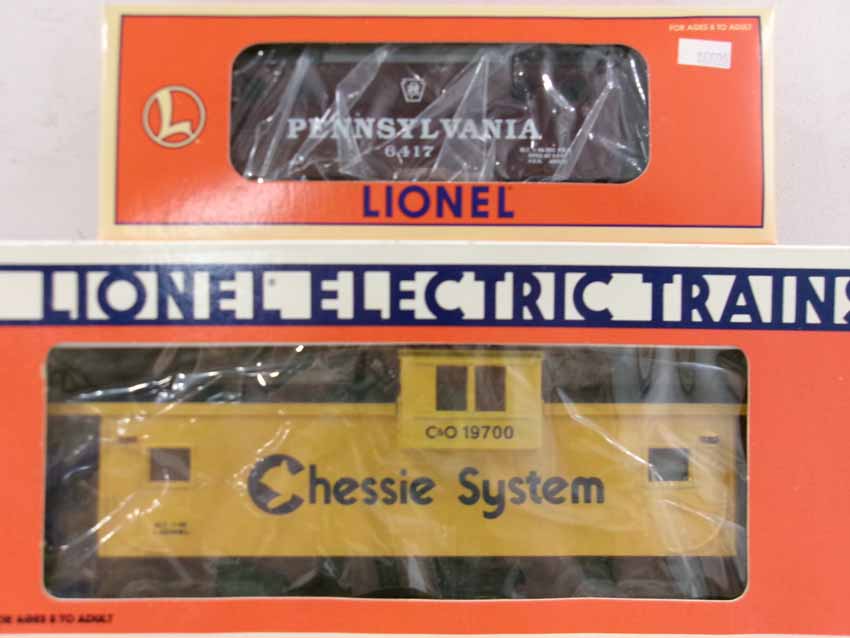 FOR AGES 8 TO ADULT
L
PENNSYLVANIA
6417
LIONEL
LIONEL ELECTRIC TRAINS
C&O 19700
Chessie System
FOR AGES 8 TO ADULT